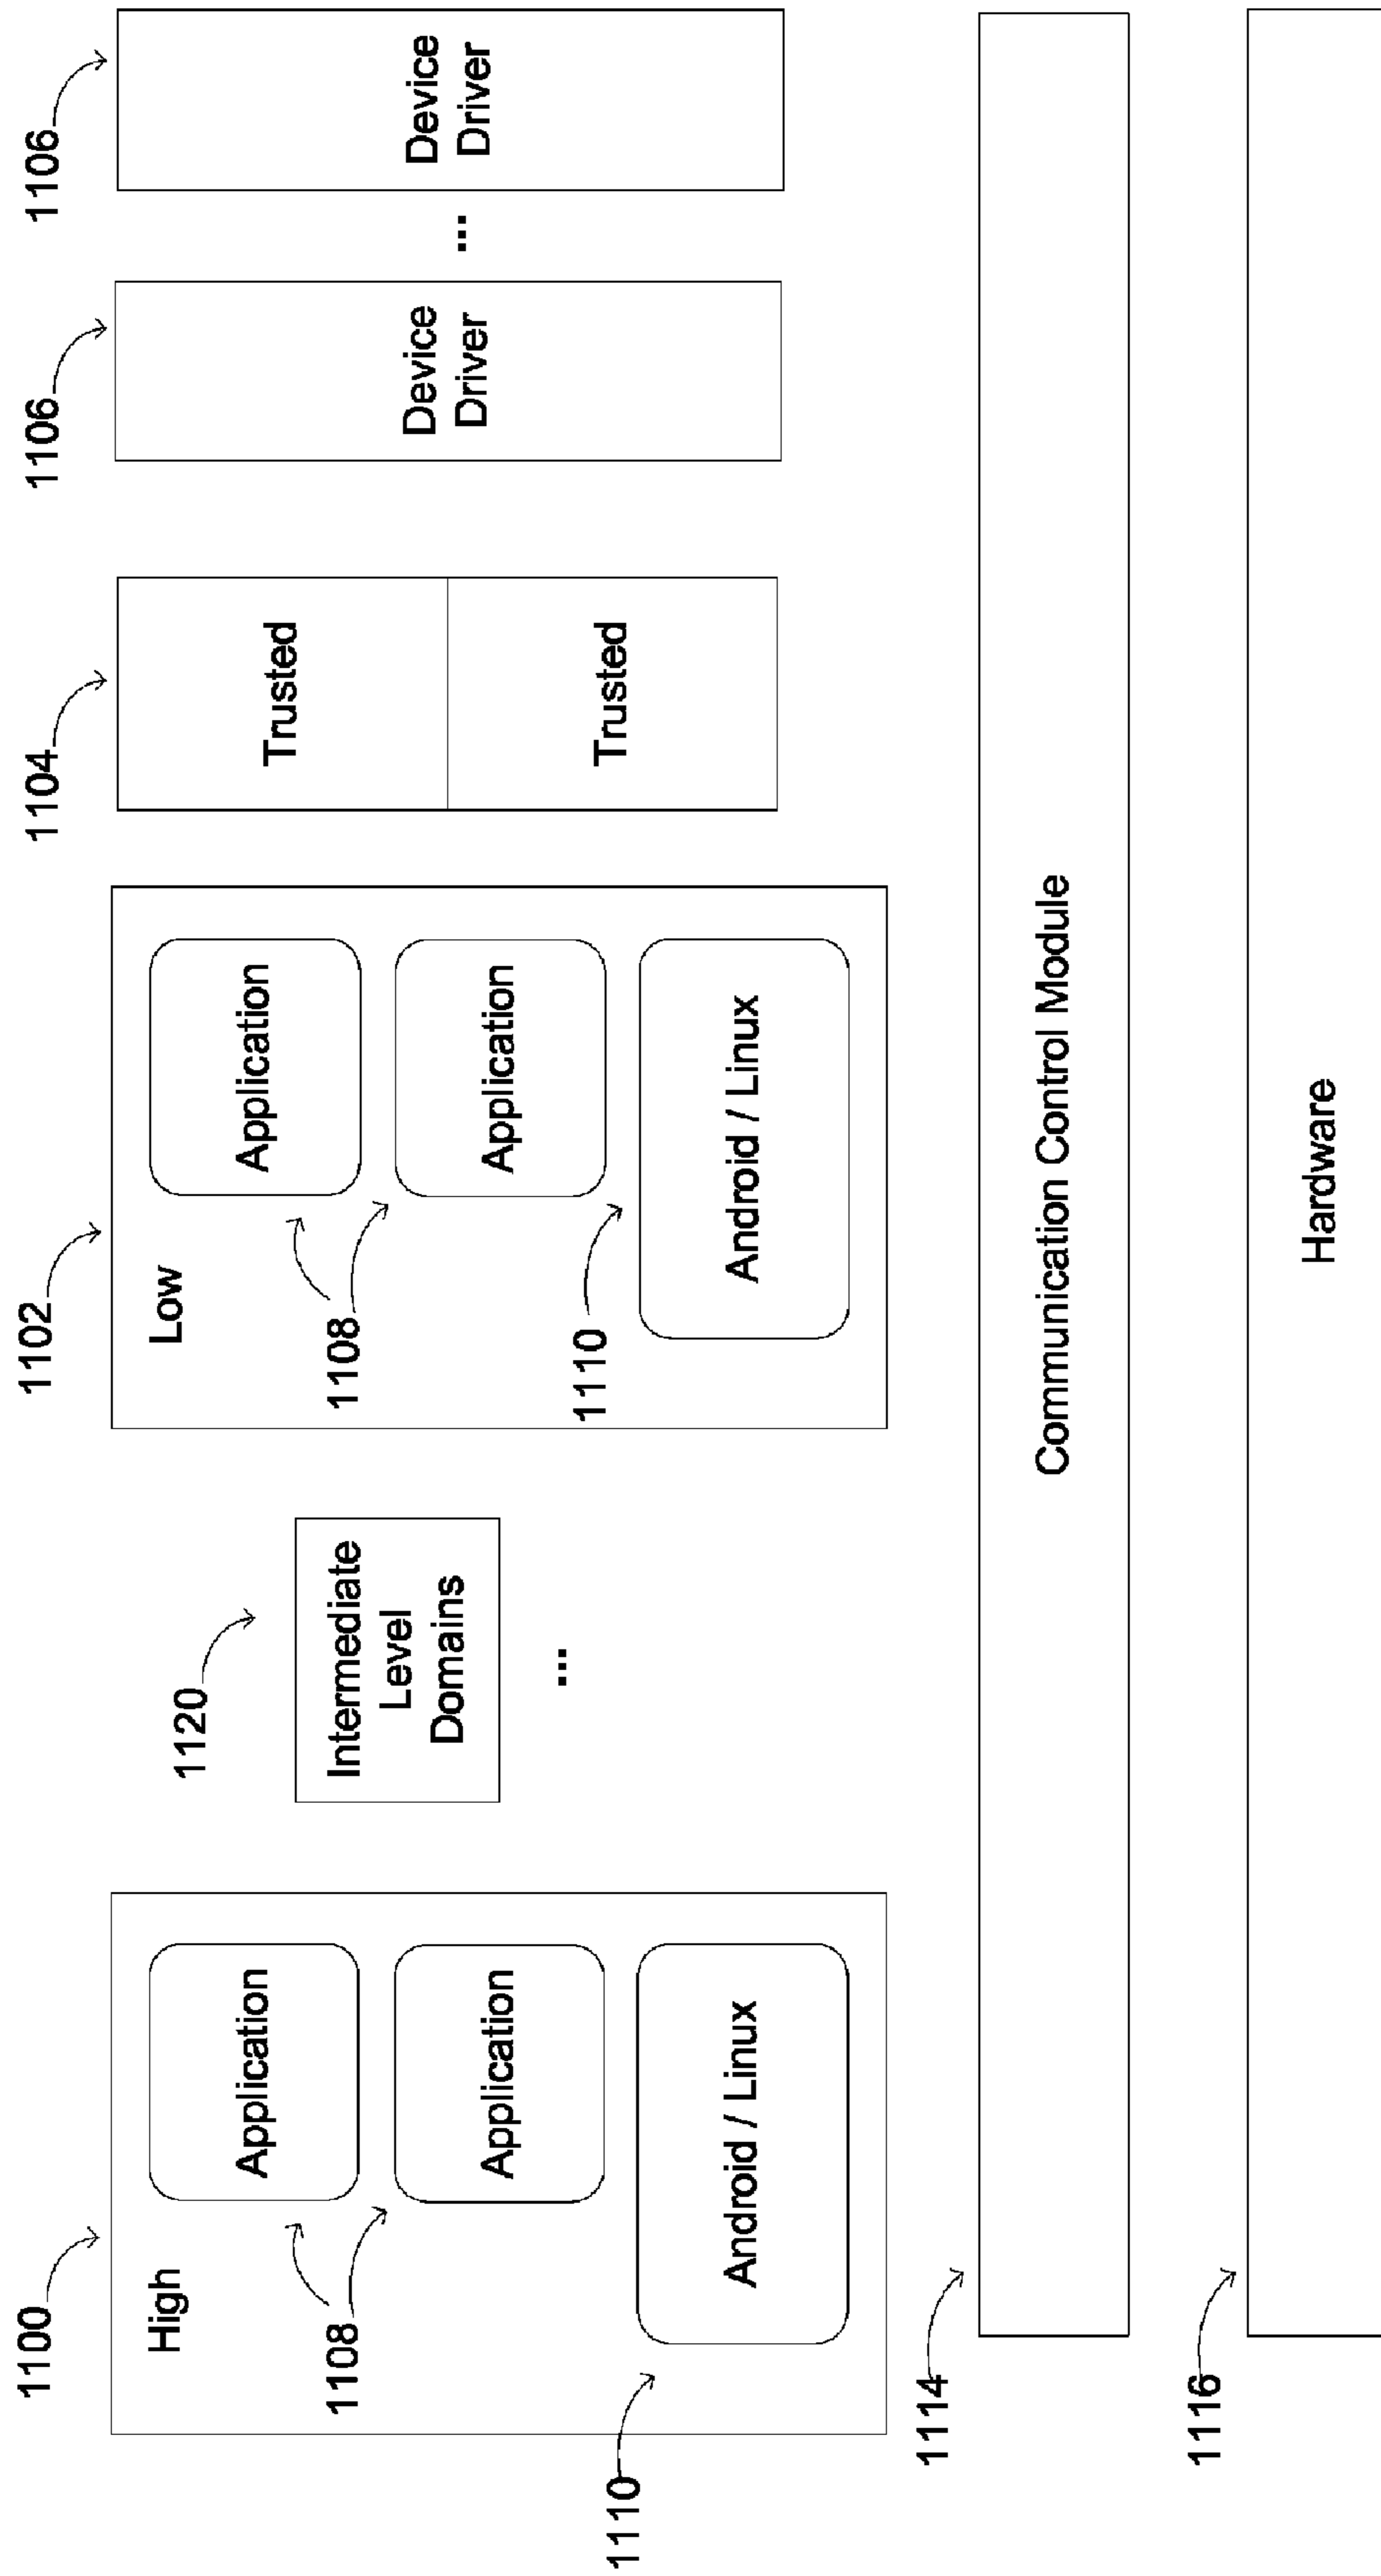 1100
High
Application
Application
1108
Android / Linux
1110
1120
Intermediate
Level
Domains
...
1102
Low
Application
Application
1108
1110
Android / Linux
1104
Trusted
Trusted
1106
Device
Driver
...
1106
Device
Driver
1114
Communication Control Module
1116
Hardware